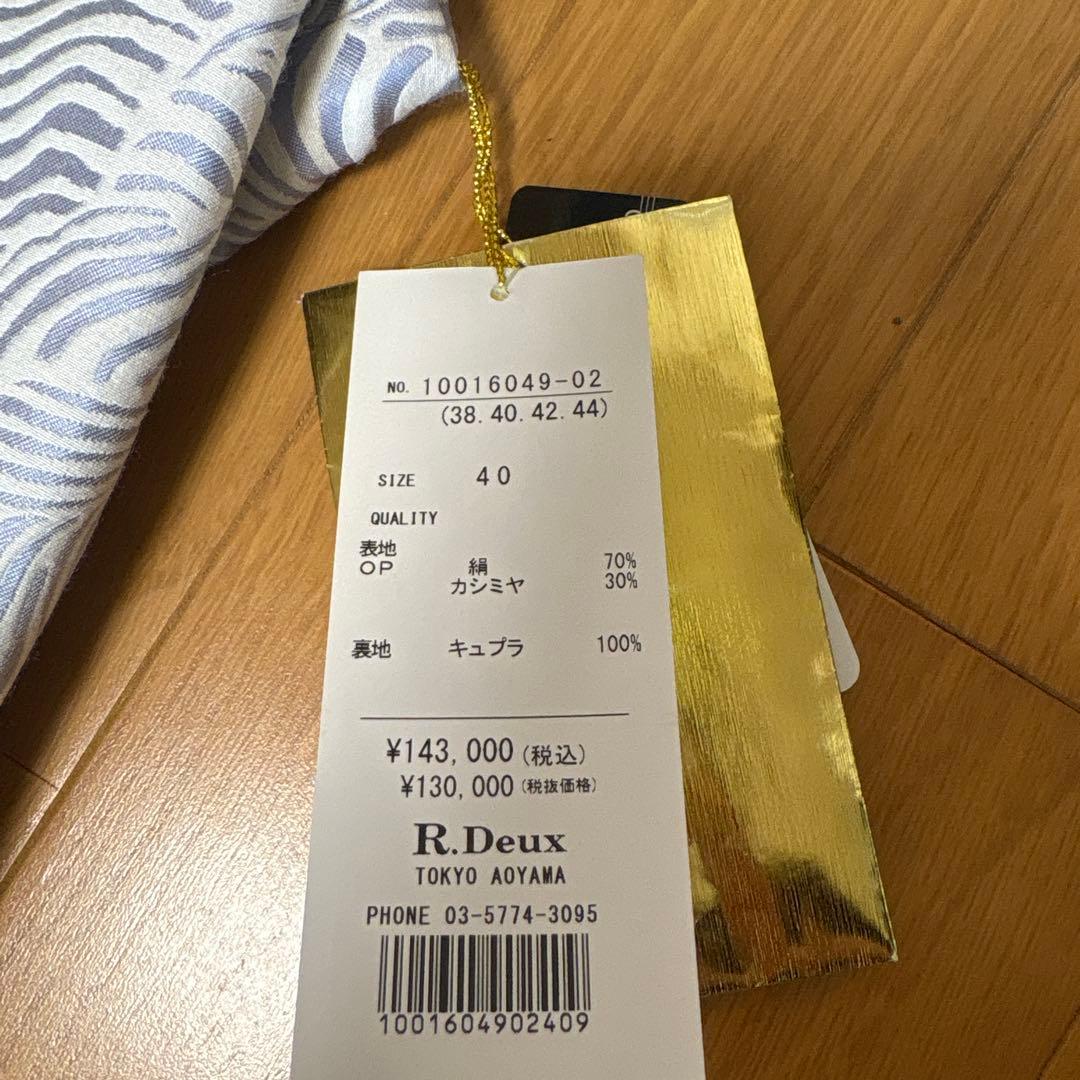 NO. 10016049-02
(38. 40. 42. 44)
SIZE 40
QUALITY
表地
OP 絹 70%
カシミヤ 30%
裏地 キュプラ 100%
¥143,000(税込)
¥130,000(税抜価格)
R.Deux
TOKYO AOYAMA
PHONE 03-5774-3095
1001604902409